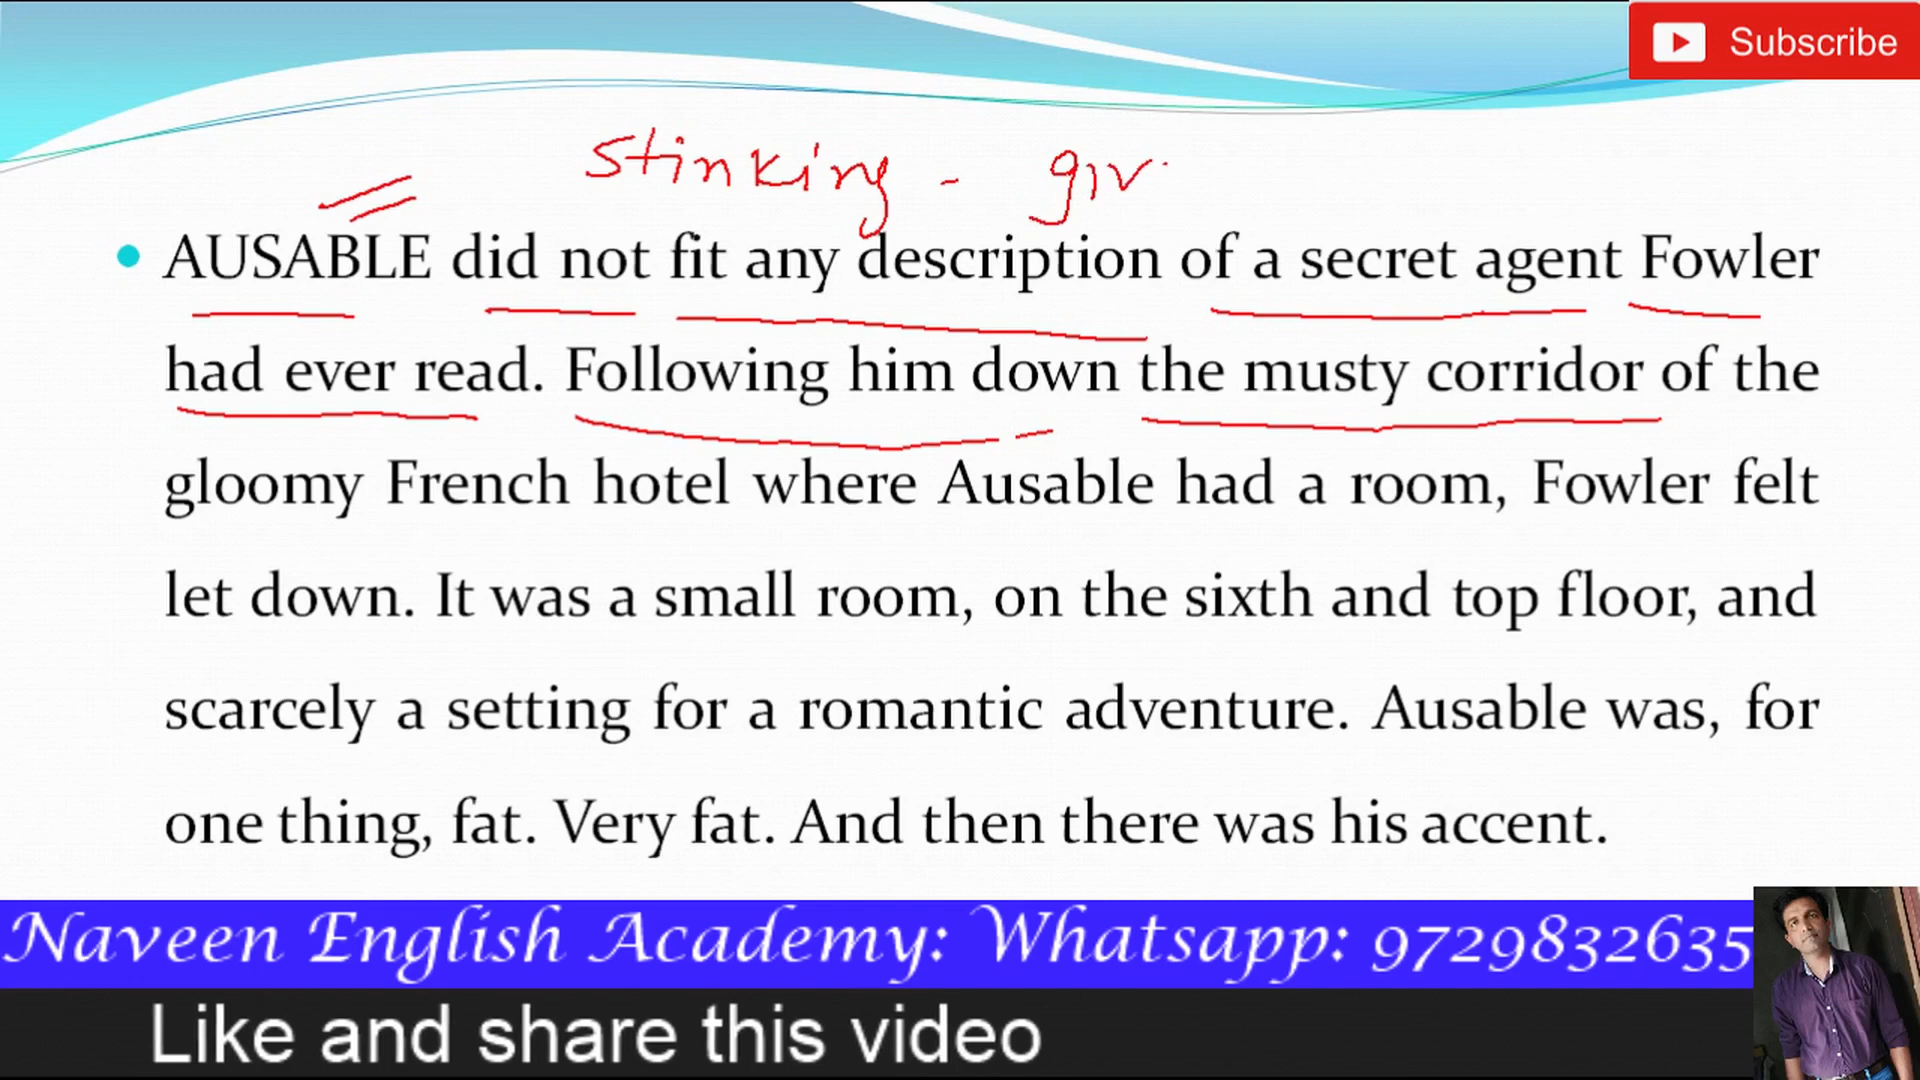 Subscribe
Stinking - giv
AUSABLE did not fit any description of a secret agent Fowler
had ever read. Following him down the musty corridor of the
gloomy French hotel where Ausable had a room, Fowler felt
let down. It was a small room, on the sixth and top floor, and
scarcely a setting for a romantic adventure. Ausable was, for
one thing, fat. Very fat. And then there was his accent.
Naveen English Academy: Whatsapp: 9729832635
Like and share this video